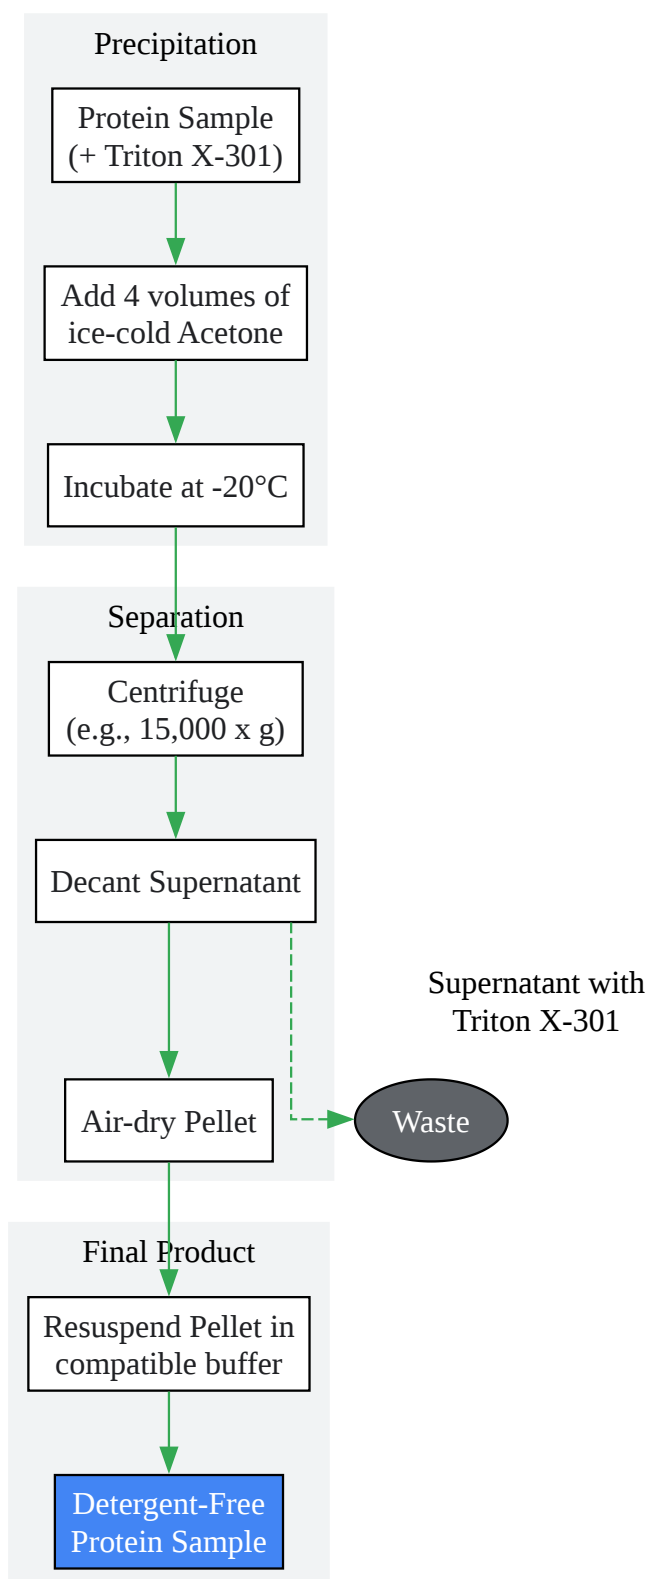 Precipitation
Protein Sample
(+ Triton X-301)
Add 4 volumes of
ice-cold Acetone
Incubate at -20°C
Separation
Centrifuge
(e.g., 15,000 x g)
Decant Supernatant
Supernatant with
Triton X-301
Air-dry Pellet
Waste
Final Product
Resuspend Pellet in
compatible buffer
Detergent-Free
Protein Sample